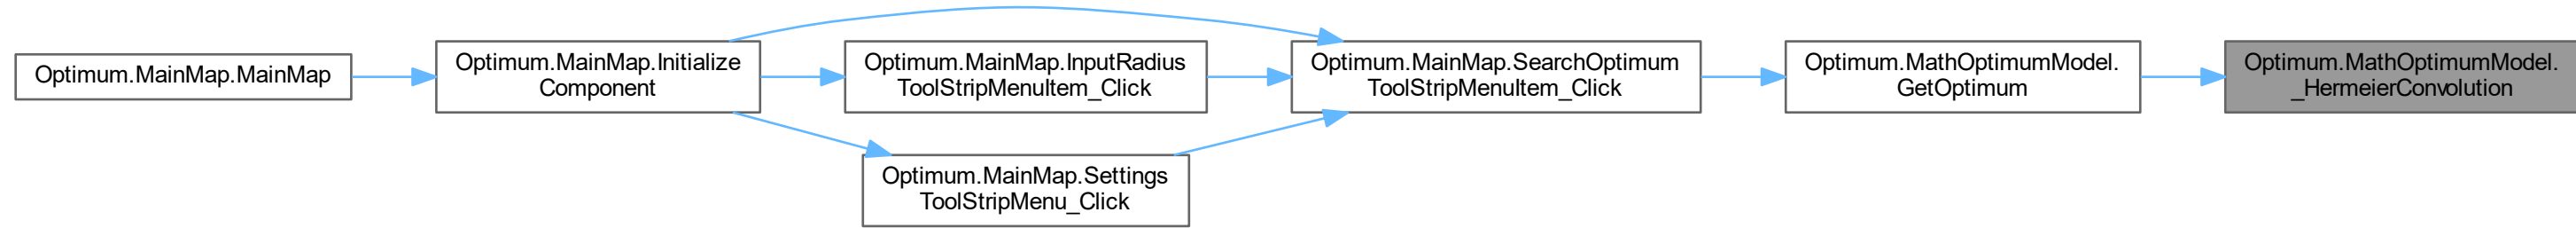 Optimum.MainMap.MainMap
Optimum.MainMap.Initialize
Component
Optimum.MainMap.InputRadius
ToolStripMenuItem_Click
Optimum.MainMap.Settings
ToolStripMenu_Click
Optimum.MainMap.SearchOptimum
ToolStripMenuItem_Click
Optimum.MathOptimumModel.
GetOptimum
Optimum.MathOptimumModel.
_HermeierConvolution